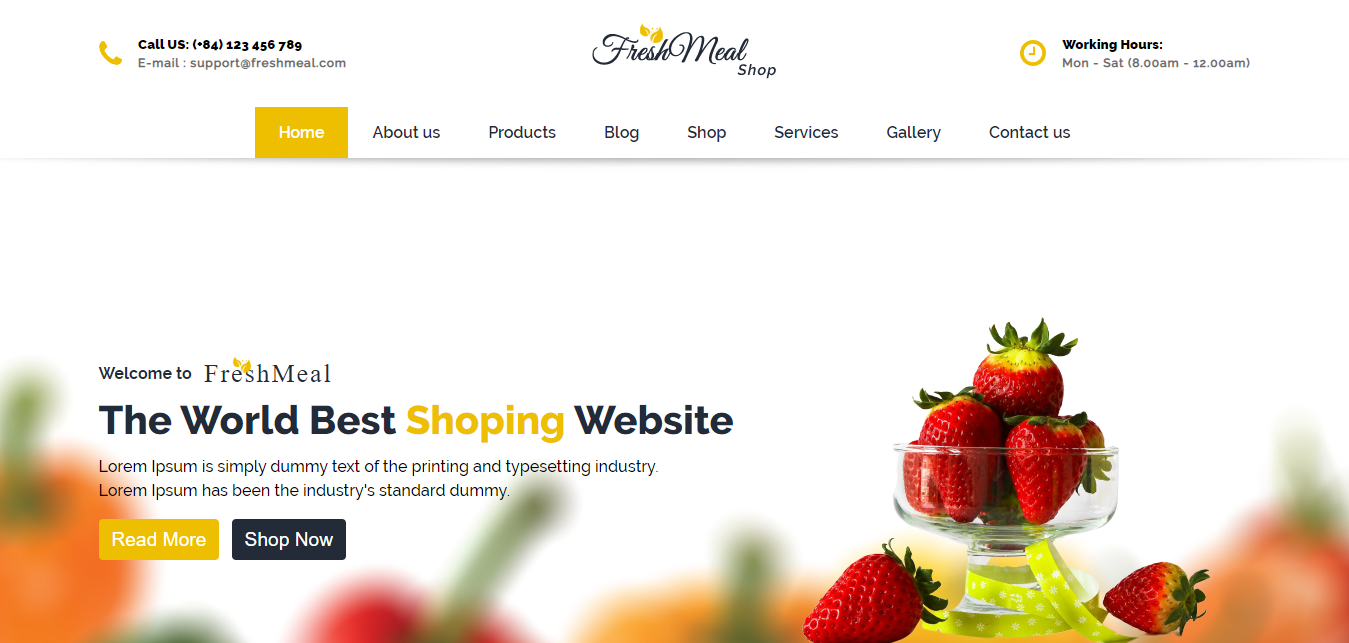 Call US: (+84) 123 456 789
E-mail : support@freshmeal.com
FreshMeal
Shop
Working Hours:
Mon - Sat (8.00am - 12.00am)
Home About us Products Blog Shop Services Gallery Contact us
Welcome to FreshMeal
The World Best Shoping Website
Lorem Ipsum is simply dummy text of the printing and typesetting industry.
Lorem Ipsum has been the industry's standard dummy.
Read More Shop Now